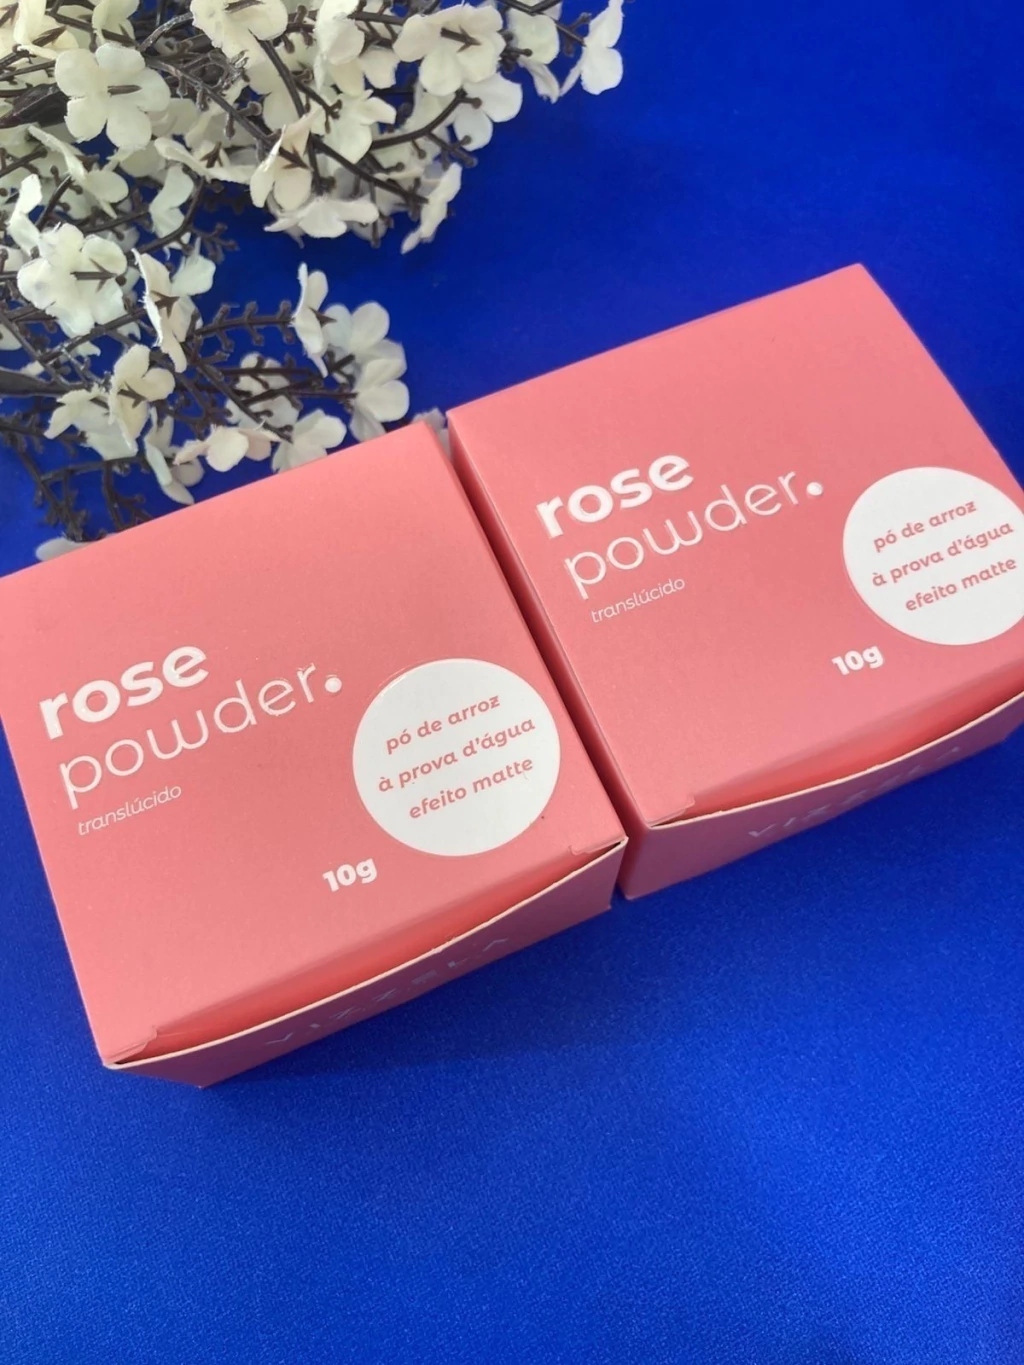 rose
powder.
translúcido
pó de arroz
à prova d'água
efeito matte
10g
VIZZELA
rose
powder.
translúcido
pó de arroz
à prova d'água
efeito matte
10g